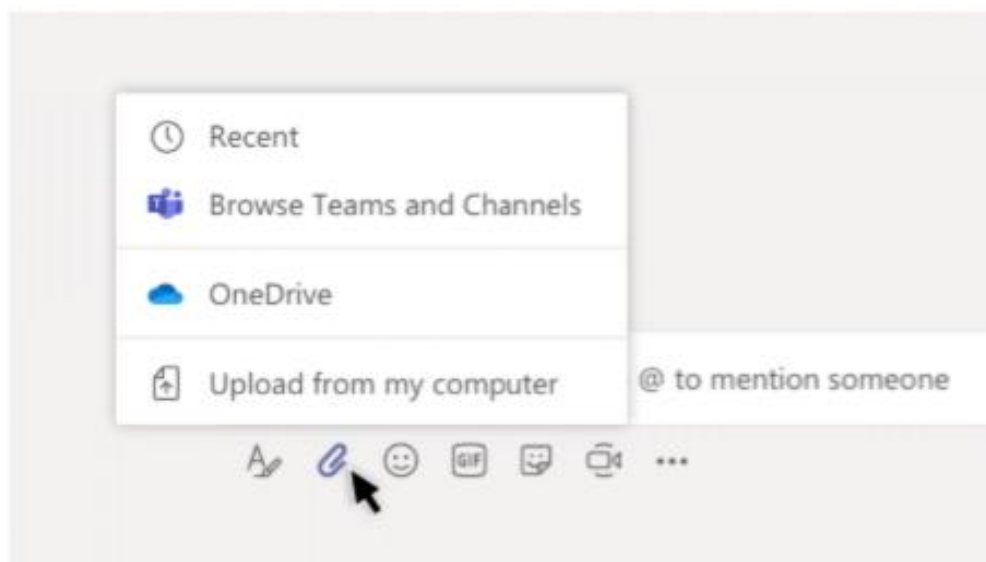 Recent
Browse Teams and Channels
OneDrive
Upload from my computer
@ to mention someone
GIF